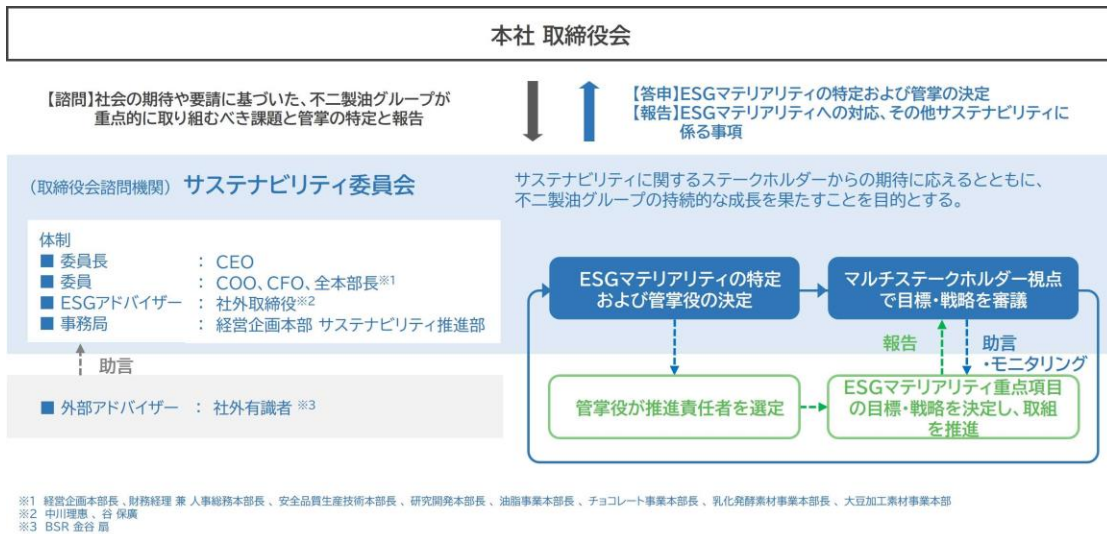 本社 取締役会
【諮問】社会の期待や要請に基づいた、不二製油グループが
重点的に取り組むべき課題と管掌の特定と報告
【答申】ESGマテリアリティの特定および管掌の決定
【報告】ESGマテリアリティへの対応、その他サステナビリティに
係る事項
（取締役会諮問機関） サステナビリティ委員会
サステナビリティに関するステークホルダーからの期待に応えるとともに、
不二製油グループの持続的な成長を果たすことを目的とする。
体制
■ 委員長 ： CEO
■ 委員 ： COO、CFO、全本部長※1
■ ESGアドバイザー ： 社外取締役※2
■ 事務局 ： 経営企画本部 サステナビリティ推進部
助言
■ 外部アドバイザー ： 社外有識者 ※3
ESGマテリアリティの特定
および管掌役の決定
マルチステークホルダー視点
で目標・戦略を審議
報告
助言
・モニタリング
管掌役が推進責任者を選定
ESGマテリアリティ重点項目
の目標・戦略を決定し、取組
を推進
※1 経営企画本部長 、財務経理 兼 人事総務本部長 、安全品質生産技術本部長 、研究開発本部長 、油脂事業本部長 、チョコレート事業本部長 、乳化発酵素材事業本部長 、大豆加工素材事業本部
※2 中川理惠 、谷 保廣
※3 BSR 金谷 扇